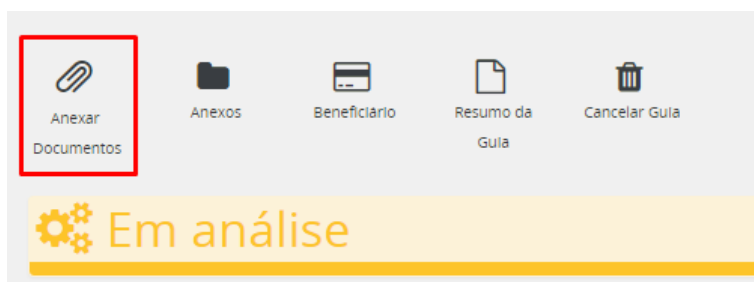 Anexar
Documentos
Anexos
Beneficiário
Resumo da
Guia
Cancelar Guia
Em análise